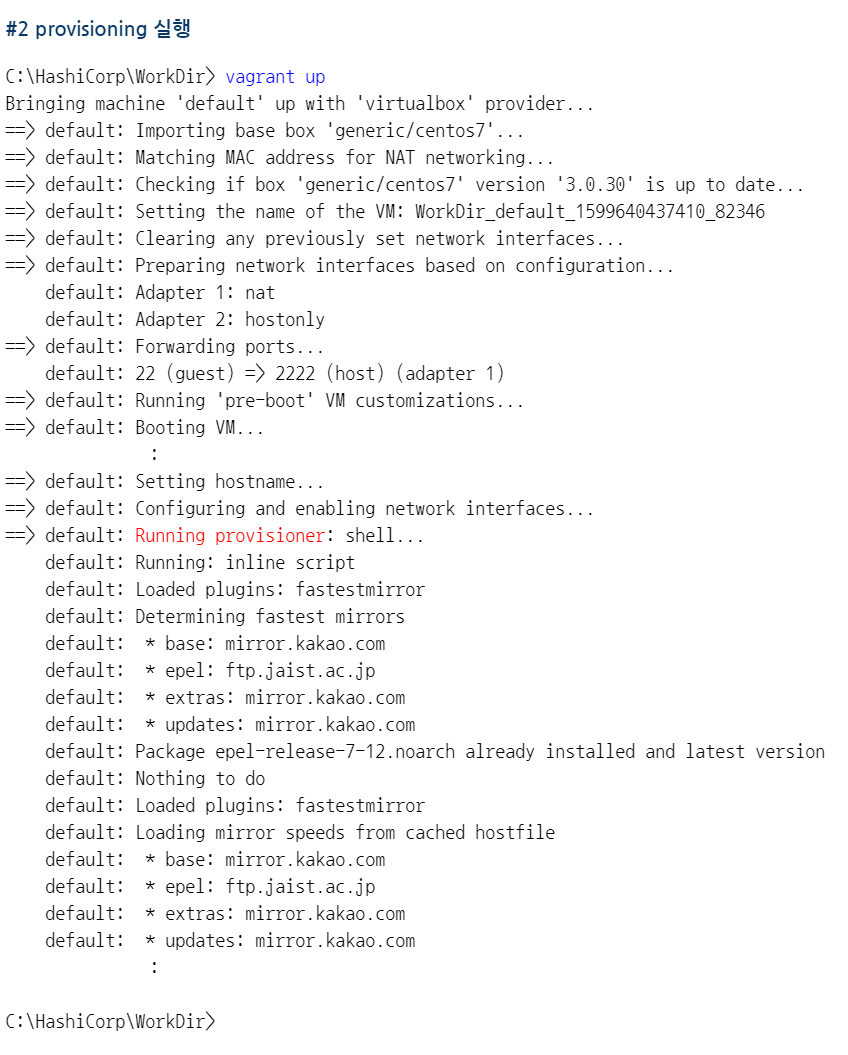 #2 provisioning 실행
C:\HashiCorp\WorkDir> vagrant up
Bringing machine 'default' up with 'virtualbox' provider...
==> default: Importing base box 'generic/centos7'...
==> default: Matching MAC address for NAT networking...
==> default: Checking if box 'generic/centos7' version '3.0.30' is up to date...
==> default: Setting the name of the VM: WorkDir_default_1599640437410_82346
==> default: Clearing any previously set network interfaces...
==> default: Preparing network interfaces based on configuration...
    default: Adapter 1: nat
    default: Adapter 2: hostonly
==> default: Forwarding ports...
    default: 22 (guest) => 2222 (host) (adapter 1)
==> default: Running 'pre-boot' VM customizations...
==> default: Booting VM...
               :
==> default: Setting hostname...
==> default: Configuring and enabling network interfaces...
==> default: Running provisioner: shell...
    default: Running: inline script
    default: Loaded plugins: fastestmirror
    default: Determining fastest mirrors
    default:  * base: mirror.kakao.com
    default:  * epel: ftp.jaist.ac.jp
    default:  * extras: mirror.kakao.com
    default:  * updates: mirror.kakao.com
    default: Package epel-release-7-12.noarch already installed and latest version
    default: Nothing to do
    default: Loaded plugins: fastestmirror
    default: Loading mirror speeds from cached hostfile
    default:  * base: mirror.kakao.com
    default:  * epel: ftp.jaist.ac.jp
    default:  * extras: mirror.kakao.com
    default:  * updates: mirror.kakao.com
               :
C:\HashiCorp\WorkDir>